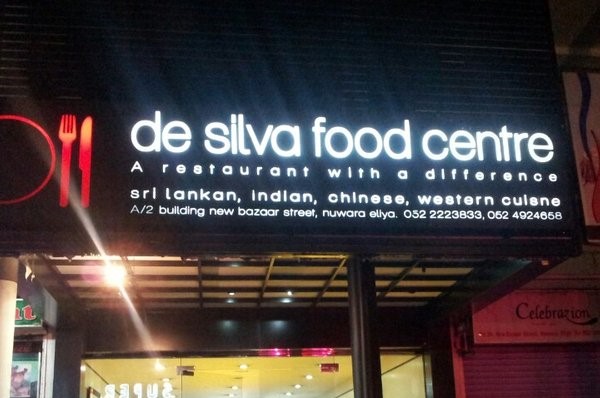 de silva food centre
A restaurant with a difference
sri lankan, indian, chinese, western cuisne
A/2 building new bazaar street, nuwara eliya. 052 2223833, 052 4924658
Celebrazion
SUPER